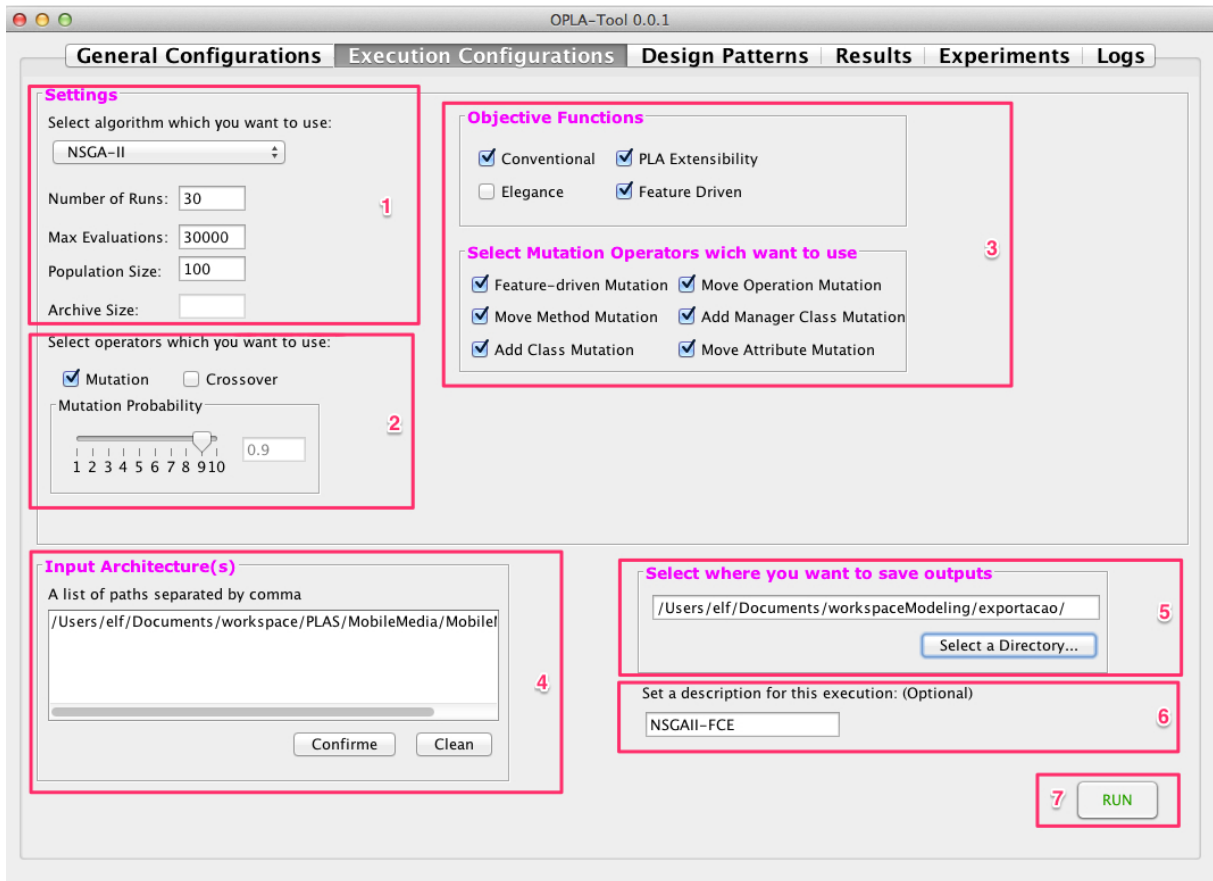 OPLA-Tool 0.0.1
General Configurations Execution Configurations Design Patterns Results Experiments Logs
Settings
Select algorithm which you want to use:
NSGA-II
Number of Runs: 30
Max Evaluations: 30000
Population Size: 100
Archive Size:
1
Select operators which you want to use:
Mutation Crossover
Mutation Probability
0.9
1 2 3 4 5 6 7 8 9 10
2
Objective Functions
Conventional PLA Extensibility
Elegance Feature Driven
Select Mutation Operators wich want to use
Feature-driven Mutation Move Operation Mutation
Move Method Mutation Add Manager Class Mutation
Add Class Mutation Move Attribute Mutation
3
Input Architecture(s)
A list of paths separated by comma
/Users/elf/Documents/workspace/PLAS/MobileMedia/Mobile
Confirme Clean
4
Select where you want to save outputs
/Users/elf/Documents/workspaceModeling/exportacao/
Select a Directory...
5
Set a description for this execution: (Optional)
NSGAII-FCE
6
7 RUN